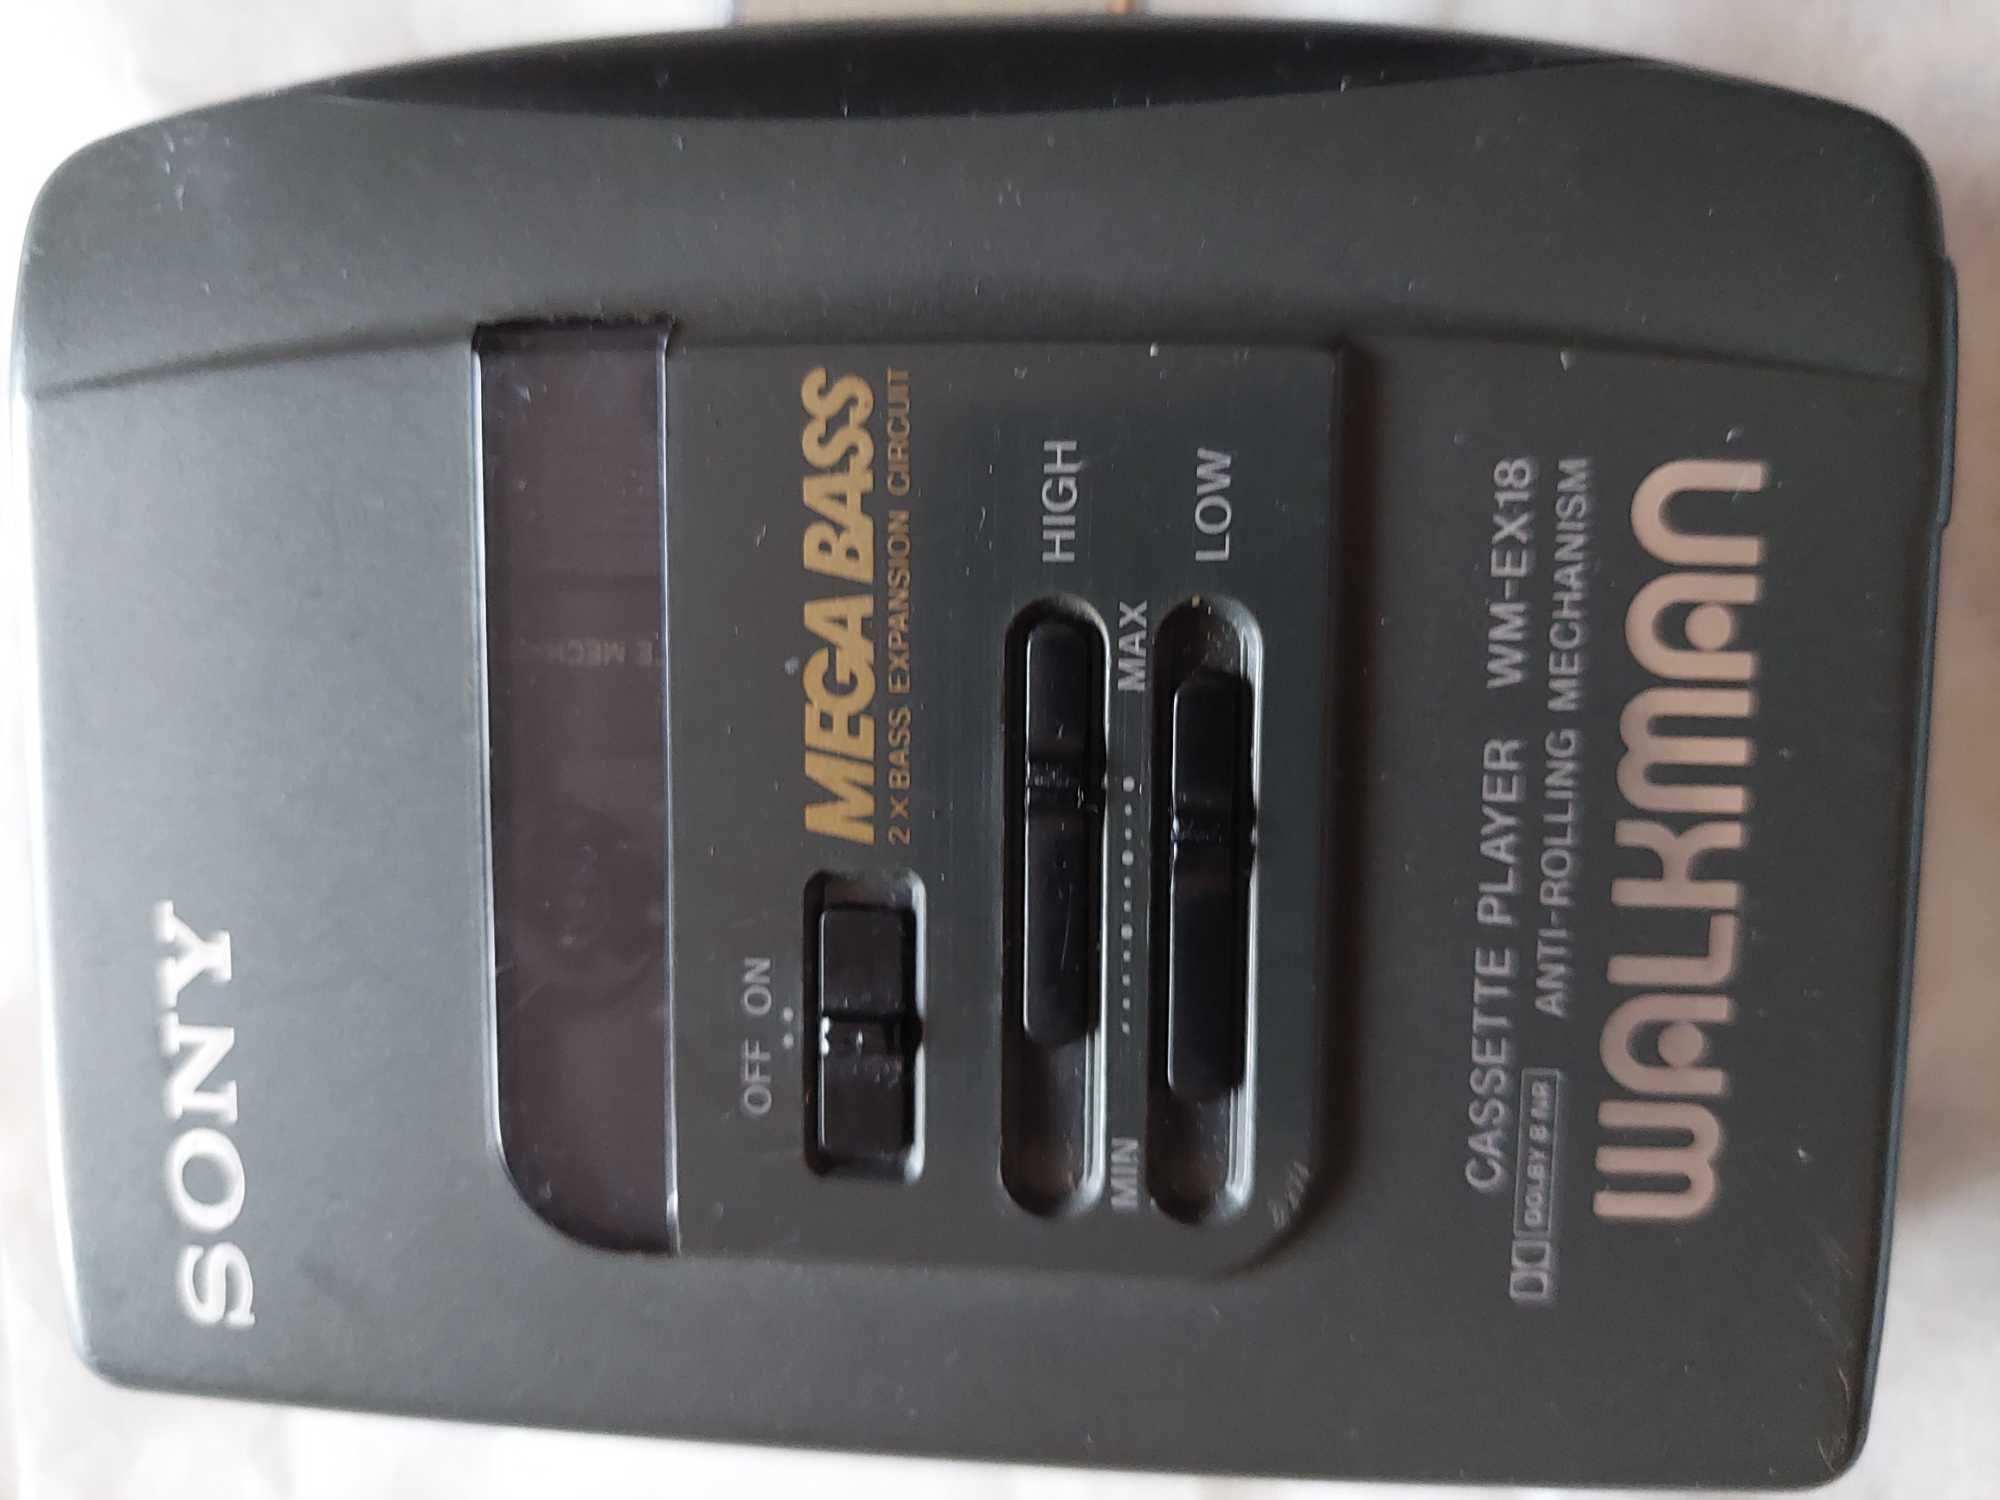 SONY
OFF ON
MEGA BASS
2 X BASS EXPANSION CIRCUIT
HIGH
MIN MAX
LOW
CASSETTE PLAYER WM-EX18
DOLBY B NR ANTI-ROLLING MECHANISM
WALKMAN